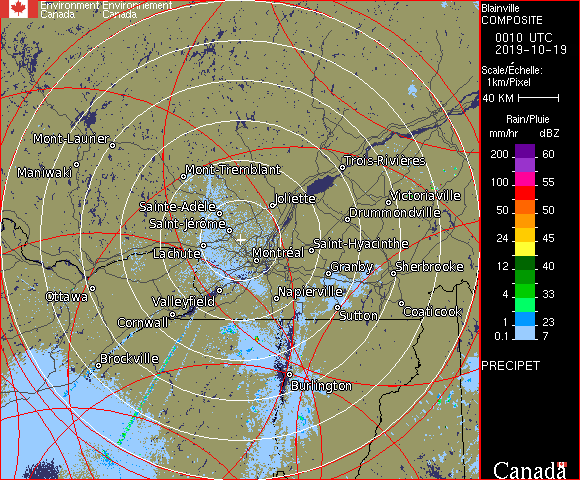 Environment Environnement
Canada Canada
Blainville
COMPOSITE
0010 UTC
2019-10-19
Scale/Échelle:
1km/Pixel
40 KM
Rain/Pluie
mm/hr dBZ
200 60
100 55
50 50
24 45
12 40
4 33
1 23
0.1 7
PRECIPET
Canada
Mont-Laurier
Maniwaki
Mont-Tremblant
Trois-Rivières
Joliette
Victoriaville
Sainte-Adèle
Drummondville
Saint-Jérôme
Lachute
Montréal
Saint-Hyacinthe
Granby
Sherbrooke
Ottawa
Valleyfield
Napierville
Cornwall
Sutton
Coaticook
Brockville
Burlington